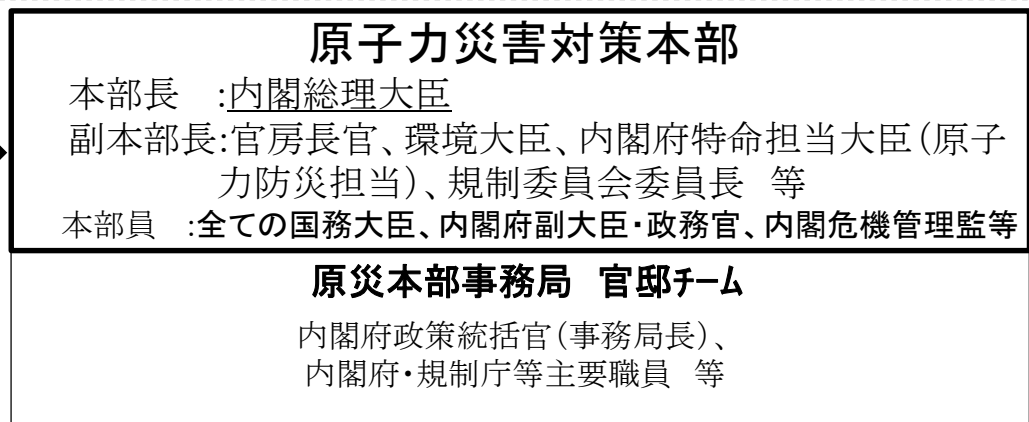 原子力災害対策本部
本部長　:内閣総理大臣
副本部長:官房長官、環境大臣、内閣府特命担当大臣(原子
力防災担当)、規制委員会委員長　等
本部員　:全ての国務大臣、内閣府副大臣・政務官、内閣危機管理監等
原災本部事務局　官邸チーム
内閣府政策統括官(事務局長)、
内閣府・規制庁等主要職員　等